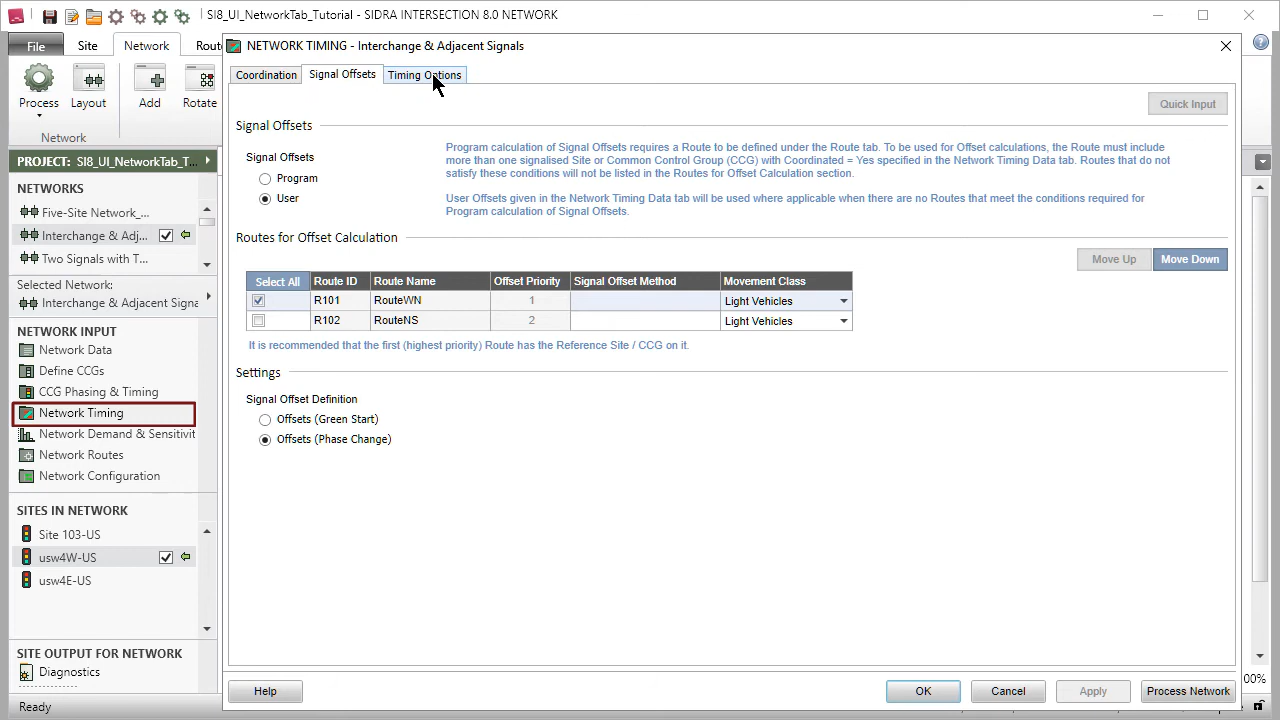 SI8_UI_NetworkTab_Tutorial - SIDRA INTERSECTION 8.0 NETWORK
File
Site
Network
Process
Layout
Add
Rotate
Network
PROJECT: SI8_UI_NetworkTab_T...
NETWORKS
Five-Site Network_...
Interchange & Adj...
Two Signals with T...
Selected Network:
Interchange & Adjacent Signa
NETWORK INPUT
Network Data
Define CCGs
CCG Phasing & Timing
Network Timing
Network Demand & Sensitivit
Network Routes
Network Configuration
SITES IN NETWORK
Site 103-US
usw4W-US
usw4E-US
SITE OUTPUT FOR NETWORK
Diagnostics
Ready
NETWORK TIMING - Interchange & Adjacent Signals
Coordination
Signal Offsets
Timing Options
Quick Input
Signal Offsets
Signal Offsets
Program
User
Program calculation of Signal Offsets requires a Route to be defined under the Route tab. To be used for Offset calculations, the Route must include
more than one signalised Site or Common Control Group (CCG) with Coordinated = Yes specified in the Network Timing Data tab. Routes that do not
satisfy these conditions will not be listed in the Routes for Offset Calculation section.
User Offsets given in the Network Timing Data tab will be used where applicable when there are no Routes that meet the conditions required for
Program calculation of Signal Offsets.
Routes for Offset Calculation
Move Up
Move Down
Select All Route ID Route Name Offset Priority Signal Offset Method Movement Class
R101 RouteWN 1 Light Vehicles
R102 RouteNS 2 Light Vehicles
It is recommended that the first (highest priority) Route has the Reference Site / CCG on it.
Settings
Signal Offset Definition
Offsets (Green Start)
Offsets (Phase Change)
Help
OK
Cancel
Apply
Process Network